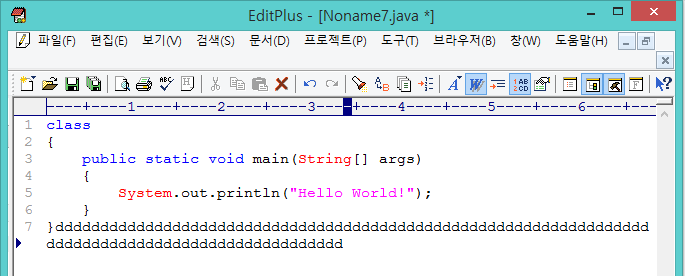 EditPlus - [Noname7.java *]
파일(F) 편집(E) 보기(V) 검색(S) 문서(D) 프로젝트(P) 도구(T) 브라우저(B) 창(W) 도움말(H)
----+----1----+----2----+----3----+----4----+----5----+----6----+--
1 class
2 {
3     public static void main(String[] args)
4     {
5         System.out.println("Hello World!");
6     }
7 }dddddddddddddddddddddddddddddddddddddddddddddddddddddddddddddddddd
ddddddddddddddddddddddddddddddddd